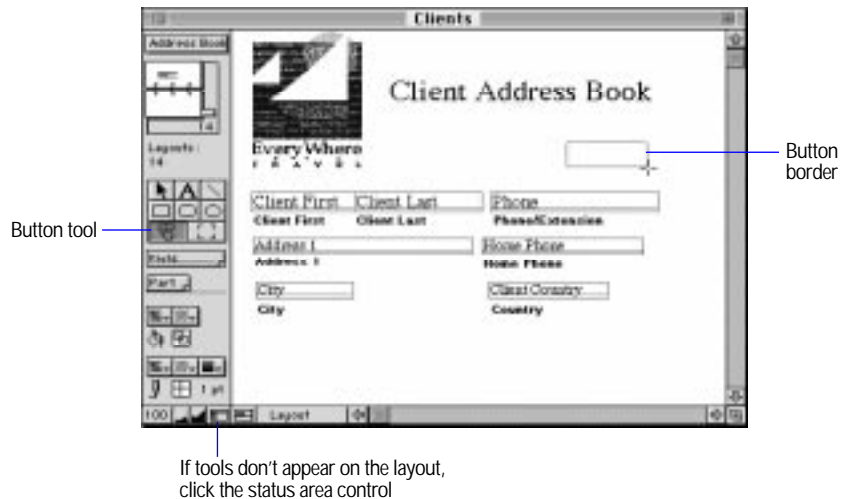 Clients
Address Book
Client Address Book
Layouts:
14
EveryWhere
TRAVEL
Button
border
Client First Client Last Phone
Client First Client Last Phone/Extension
Button tool
Address 1 Home Phone
Address 1 Home Phone
Field
Part
City Client Country
City Country
1 pt
100 Layout
If tools don’t appear on the layout,
click the status area control